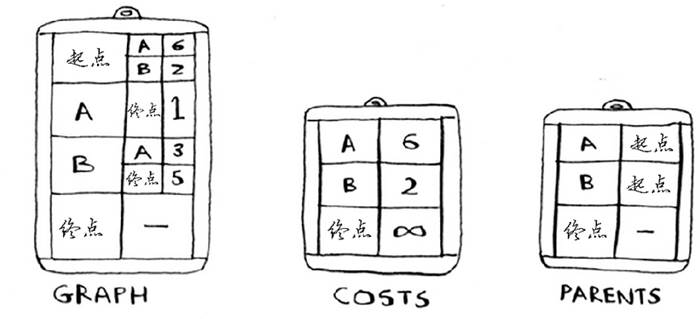 起点 A 6
B 2
A 终点 1
B A 3
终点 5
终点 —
GRAPH
A 6
B 2
终点 ∞
COSTS
A 起点
B 起点
终点 —
PARENTS